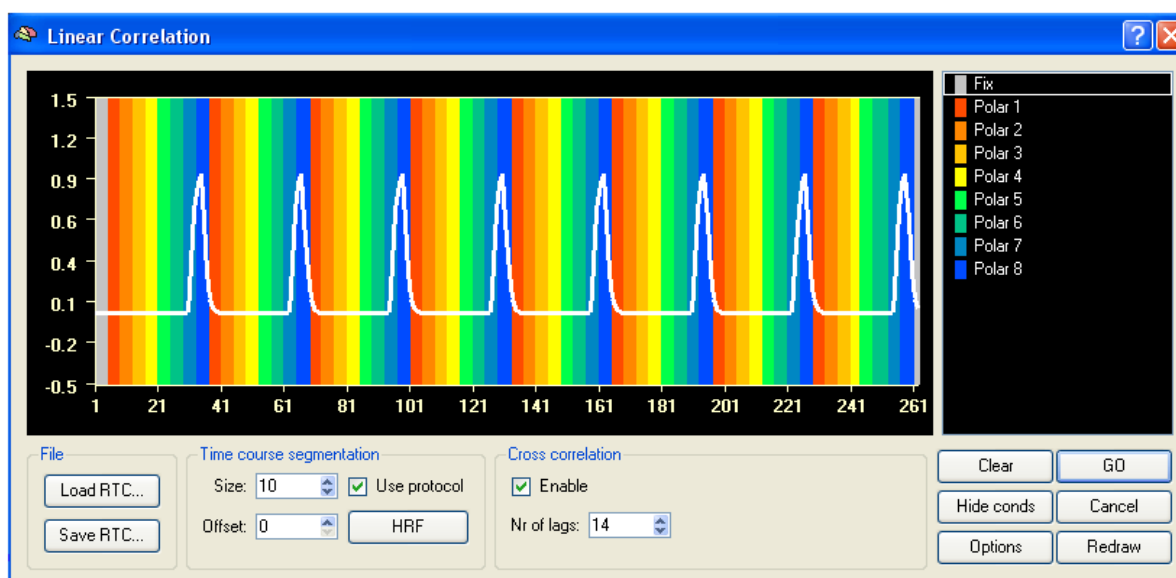 Linear Correlation
1.5
1.2
0.9
0.6
0.4
0.1
-0.2
-0.5
1 21 41 61 81 101 121 141 161 181 201 221 241 261
Fix
Polar 1
Polar 2
Polar 3
Polar 4
Polar 5
Polar 6
Polar 7
Polar 8
File
Load RTC...
Save RTC...
Time course segmentation
Size: 10 Use protocol
Offset: 0 HRF
Cross correlation
Enable
Nr of lags: 14
Clear GO
Hide conds Cancel
Options Redraw